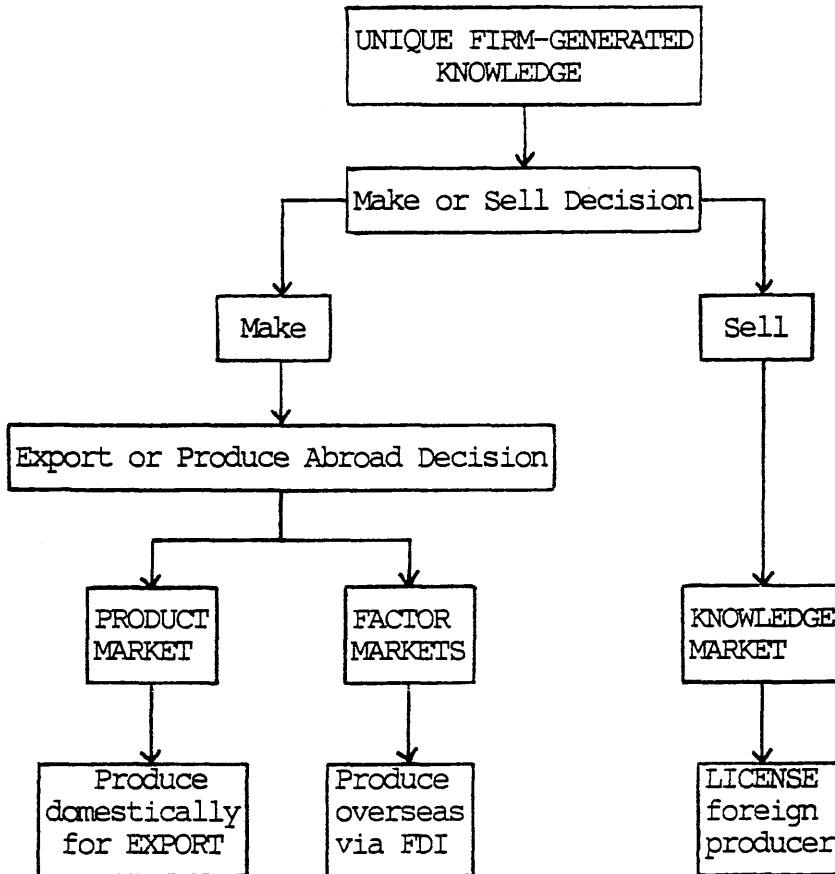 UNIQUE FIRM-GENERATED
KNOWLEDGE
Make or Sell Decision
Make
Sell
Export or Produce Abroad Decision
PRODUCT
MARKET
FACTOR
MARKETS
KNOWLEDGE
MARKET
Produce
domestically
for EXPORT
Produce
overseas
via FDI
LICENSE
foreign
producer